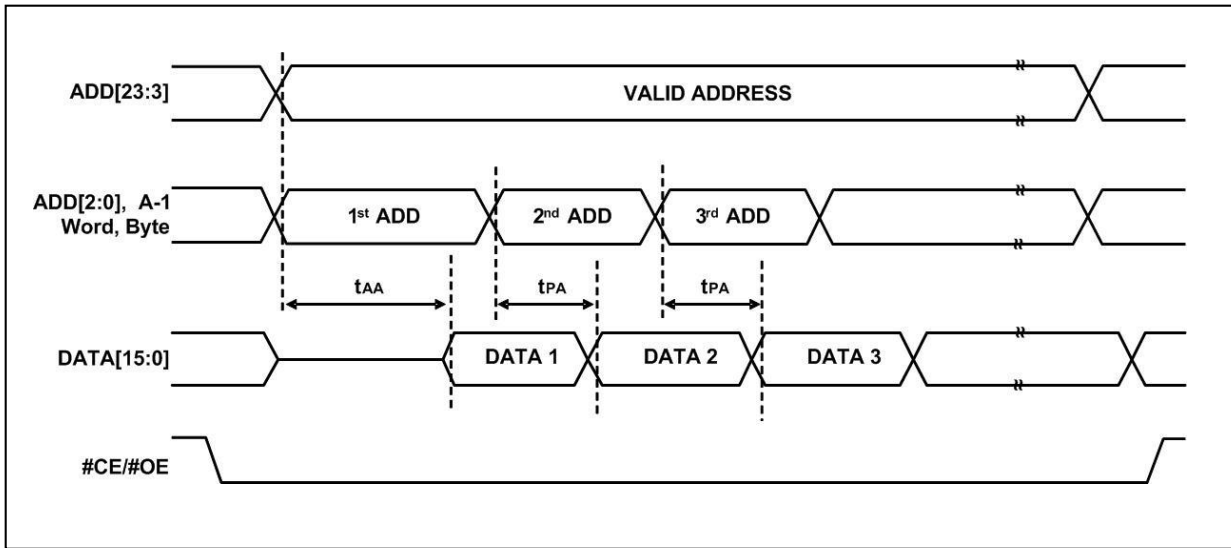 ADD[23:3]
VALID ADDRESS
ADD[2:0], A-1
Word, Byte
1st ADD
2nd ADD
3rd ADD
tAA
tPA
tPA
DATA[15:0]
DATA 1
DATA 2
DATA 3
#CE/#OE